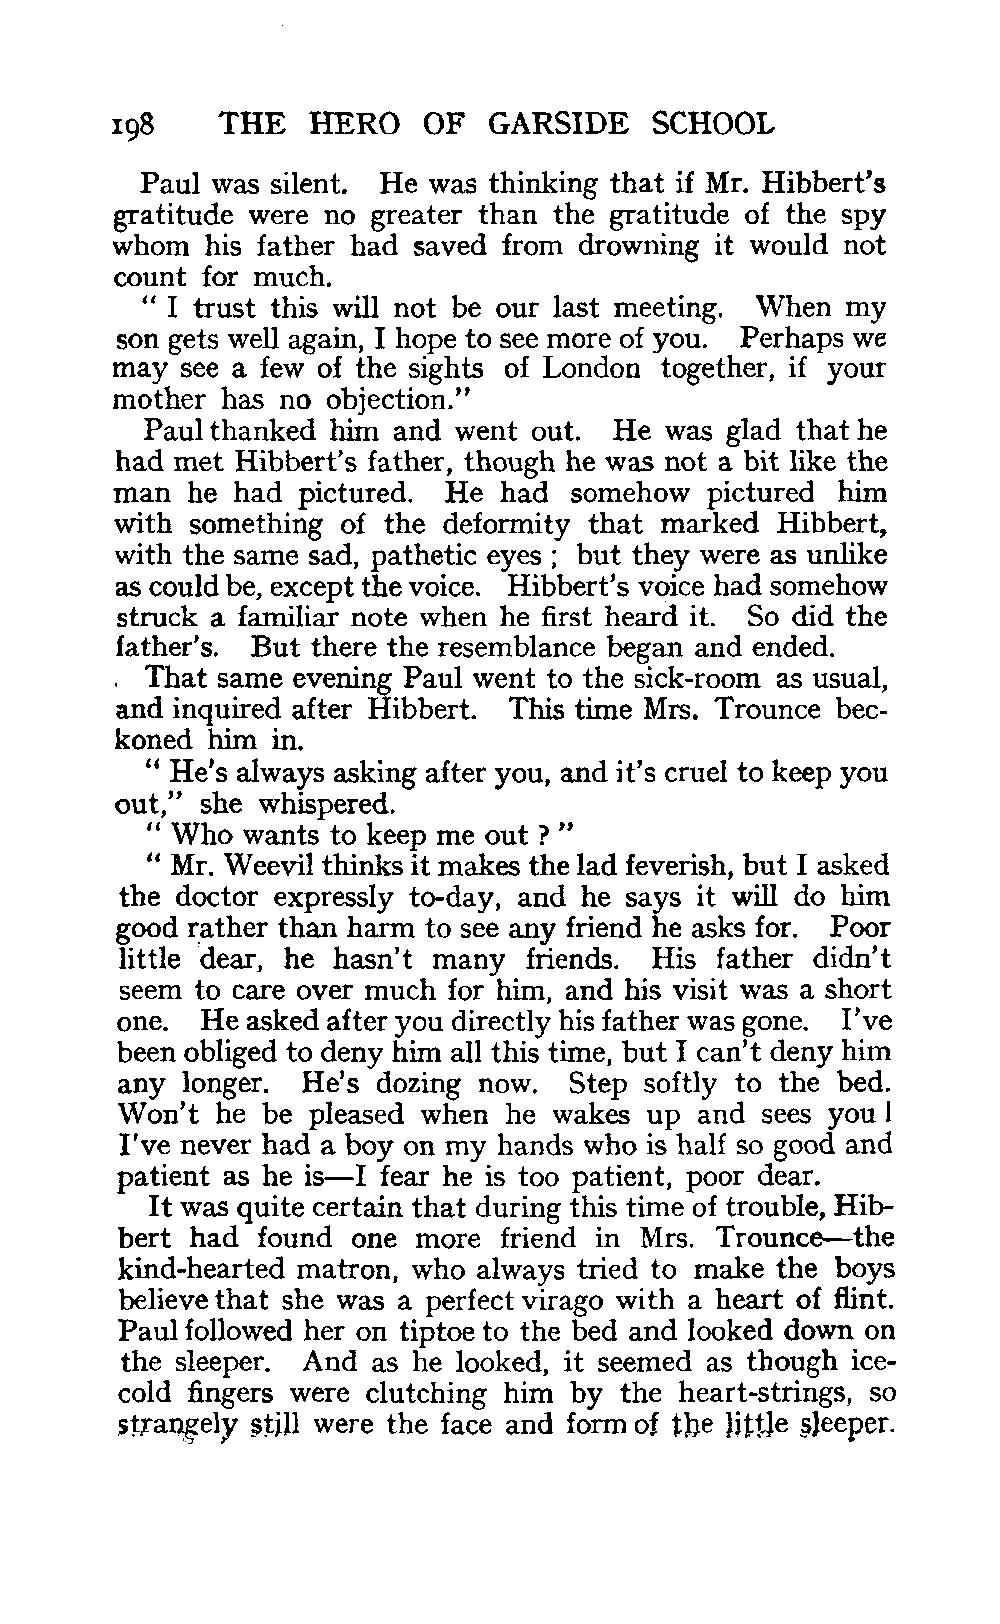 198 THE HERO OF GARSIDE SCHOOL
Paul was silent. He was thinking that if Mr. Hibbert's
gratitude were no greater than the gratitude of the spy
whom his father had saved from drowning it would not
count for much.
" I trust this will not be our last meeting. When my
son gets well again, I hope to see more of you. Perhaps we
may see a few of the sights of London together, if your
mother has no objection."
Paul thanked him and went out. He was glad that he
had met Hibbert's father, though he was not a bit like the
man he had pictured. He had somehow pictured him
with something of the deformity that marked Hibbert,
with the same sad, pathetic eyes ; but they were as unlike
as could be, except the voice. Hibbert's voice had somehow
struck a familiar note when he first heard it. So did the
father's. But there the resemblance began and ended.
That same evening Paul went to the sick-room as usual,
and inquired after Hibbert. This time Mrs. Trounce bec-
koned him in.
" He's always asking after you, and it's cruel to keep you
out," she whispered.
" Who wants to keep me out ? "
" Mr. Weevil thinks it makes the lad feverish, but I asked
the doctor expressly to-day, and he says it will do him
good rather than harm to see any friend he asks for. Poor
little dear, he hasn't many friends. His father didn't
seem to care over much for him, and his visit was a short
one. He asked after you directly his father was gone. I've
been obliged to deny him all this time, but I can't deny him
any longer. He's dozing now. Step softly to the bed.
Won't he be pleased when he wakes up and sees you !
I've never had a boy on my hands who is half so good and
patient as he is—I fear he is too patient, poor dear.
It was quite certain that during this time of trouble, Hib-
bert had found one more friend in Mrs. Trounce—the
kind-hearted matron, who always tried to make the boys
believe that she was a perfect virago with a heart of flint.
Paul followed her on tiptoe to the bed and looked down on
the sleeper. And as he looked, it seemed as though ice-
cold fingers were clutching him by the heart-strings, so
strangely still were the face and form of the little sleeper.